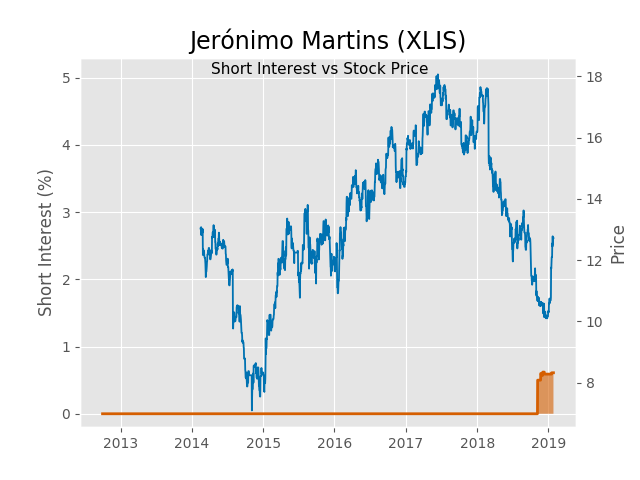 Jerónimo Martins (XLIS)
Short Interest vs Stock Price
Short Interest (%)
5
4
3
2
1
0
18
16
14
12
10
8
Price
2013 2014 2015 2016 2017 2018 2019